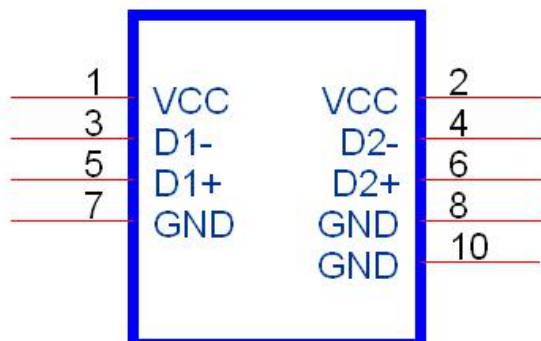 1 VCC VCC 2
3 D1- D2- 4
5 D1+ D2+ 6
7 GND GND 8
GND 10